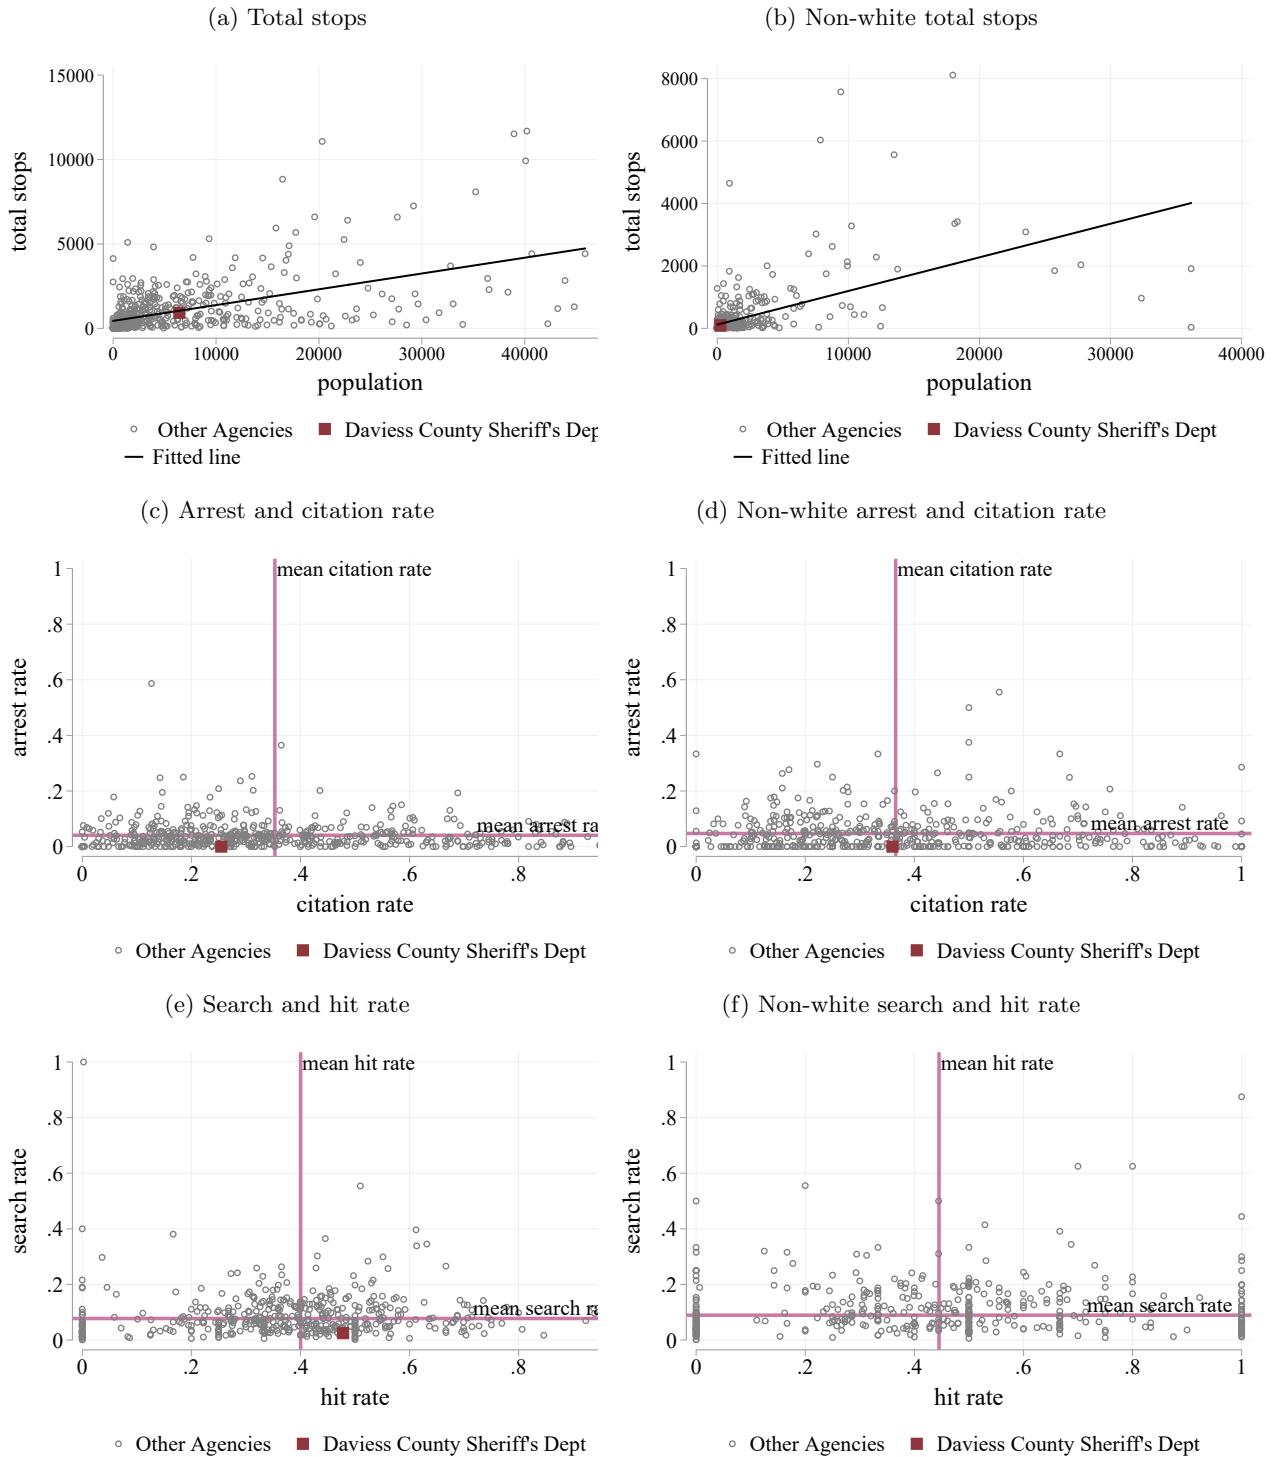 (a) Total stops
(b) Non-white total stops
15000
10000
5000
0
total stops
0 10000 20000 30000 40000
population
Other Agencies Daviess County Sheriff's Dep
Fitted line
8000
6000
4000
2000
0
total stops
0 10000 20000 30000 40000
population
Other Agencies Daviess County Sheriff's Dept
Fitted line
(c) Arrest and citation rate
(d) Non-white arrest and citation rate
1
.8
.6
.4
.2
0
arrest rate
mean citation rate
mean arrest ra
0 .2 .4 .6 .8
citation rate
Other Agencies Daviess County Sheriff's Dept
1
.8
.6
.4
.2
0
arrest rate
mean citation rate
mean arrest rate
0 .2 .4 .6 .8 1
citation rate
Other Agencies Daviess County Sheriff's Dept
(e) Search and hit rate
(f) Non-white search and hit rate
1
.8
.6
.4
.2
0
search rate
mean hit rate
mean search ra
0 .2 .4 .6 .8
hit rate
Other Agencies Daviess County Sheriff's Dept
1
.8
.6
.4
.2
0
search rate
mean hit rate
mean search rate
0 .2 .4 .6 .8 1
hit rate
Other Agencies Daviess County Sheriff's Dept